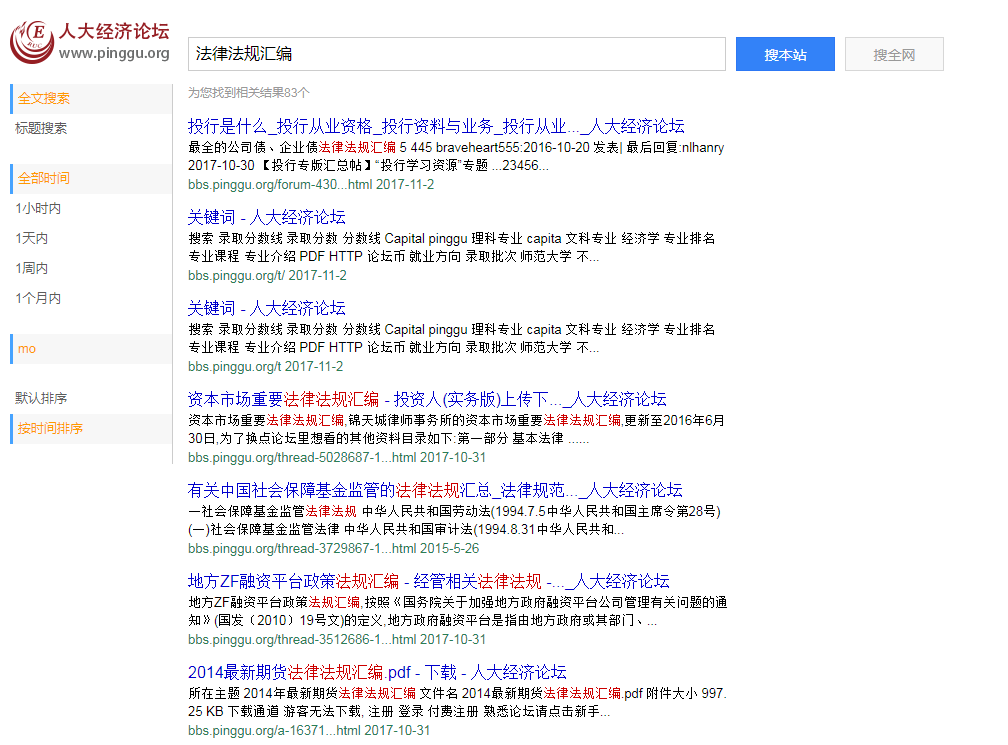 人大经济论坛
www.pinggu.org
法律法规汇编
搜本站
搜全网
全文搜索
标题搜索
全部时间
1小时内
1天内
1周内
1个月内
mo
默认排序
按时间排序
为您找到相关结果83个
投行是什么_投行从业资格_投行资料与业务_投行从业..._人大经济论坛
最全的公司债、企业债法律法规汇编 5 445 braveheart555:2016-10-20 发表| 最后回复:nlhanry
2017-10-30 【投行专版汇总帖】“投行学习资源”专题 ...23456...
bbs.pinggu.org/forum-430...html 2017-11-2
关键词 - 人大经济论坛
搜索 录取分数线 录取分数 分数线 Capital pinggu 理科专业 capita 文科专业 经济学 专业排名
专业课程 专业介绍 PDF HTTP 论坛币 就业方向 录取批次 师范大学 不...
bbs.pinggu.org/t/ 2017-11-2
关键词 - 人大经济论坛
搜索 录取分数线 录取分数 分数线 Capital pinggu 理科专业 capita 文科专业 经济学 专业排名
专业课程 专业介绍 PDF HTTP 论坛币 就业方向 录取批次 师范大学 不...
bbs.pinggu.org/t 2017-11-2
资本市场重要法律法规汇编 - 投资人(实务版)上传下..._人大经济论坛
资本市场重要法律法规汇编,锦天城律师事务所的资本市场重要法律法规汇编,更新至2016年6月
30日,为了换点论坛里想看的其他资料目录如下:第一部分 基本法律 ......
bbs.pinggu.org/thread-5028687-1...html 2017-10-31
有关中国社会保障基金监管的法律法规汇总_法律规范..._人大经济论坛
一社会保障基金监管法律法规 中华人民共和国劳动法(1994.7.5中华人民共和国主席令第28号)
(一)社会保障基金监管法律 中华人民共和国审计法(1994.8.31中华人民共和...
bbs.pinggu.org/thread-3729867-1...html 2015-5-26
地方ZF融资平台政策法规汇编 - 经管相关法律法规 -..._人大经济论坛
地方ZF融资平台政策法规汇编,按照《国务院关于加强地方政府融资平台公司管理有关问题的通
知》(国发（2010）19号文)的定义,地方政府融资平台是指由地方政府或其部门、...
bbs.pinggu.org/thread-3512686-1...html 2017-10-31
2014最新期货法律法规汇编.pdf - 下载 - 人大经济论坛
所在主题 2014年最新期货法律法规汇编 文件名 2014最新期货法律法规汇编.pdf 附件大小 997.
25 KB 下载通道 游客无法下载, 注册 登录 付费注册 熟悉论坛请点击新手...
bbs.pinggu.org/a-16371...html 2017-10-31